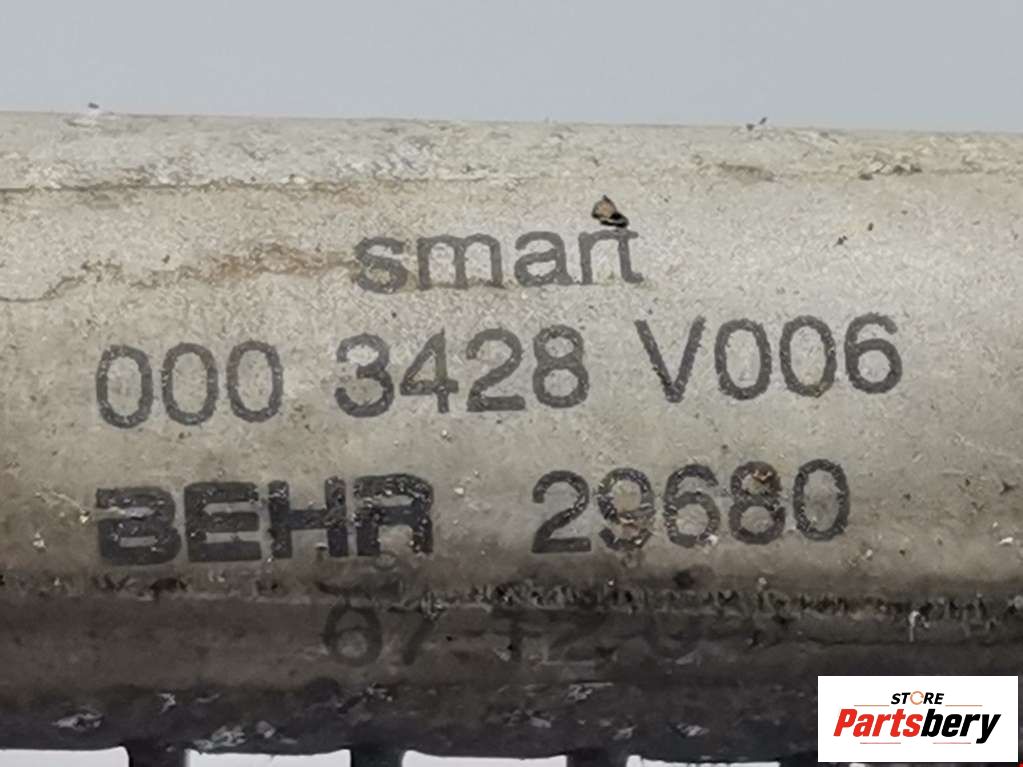 smart
000 3428 V006
BEHR 29680
STORE
Partsbery